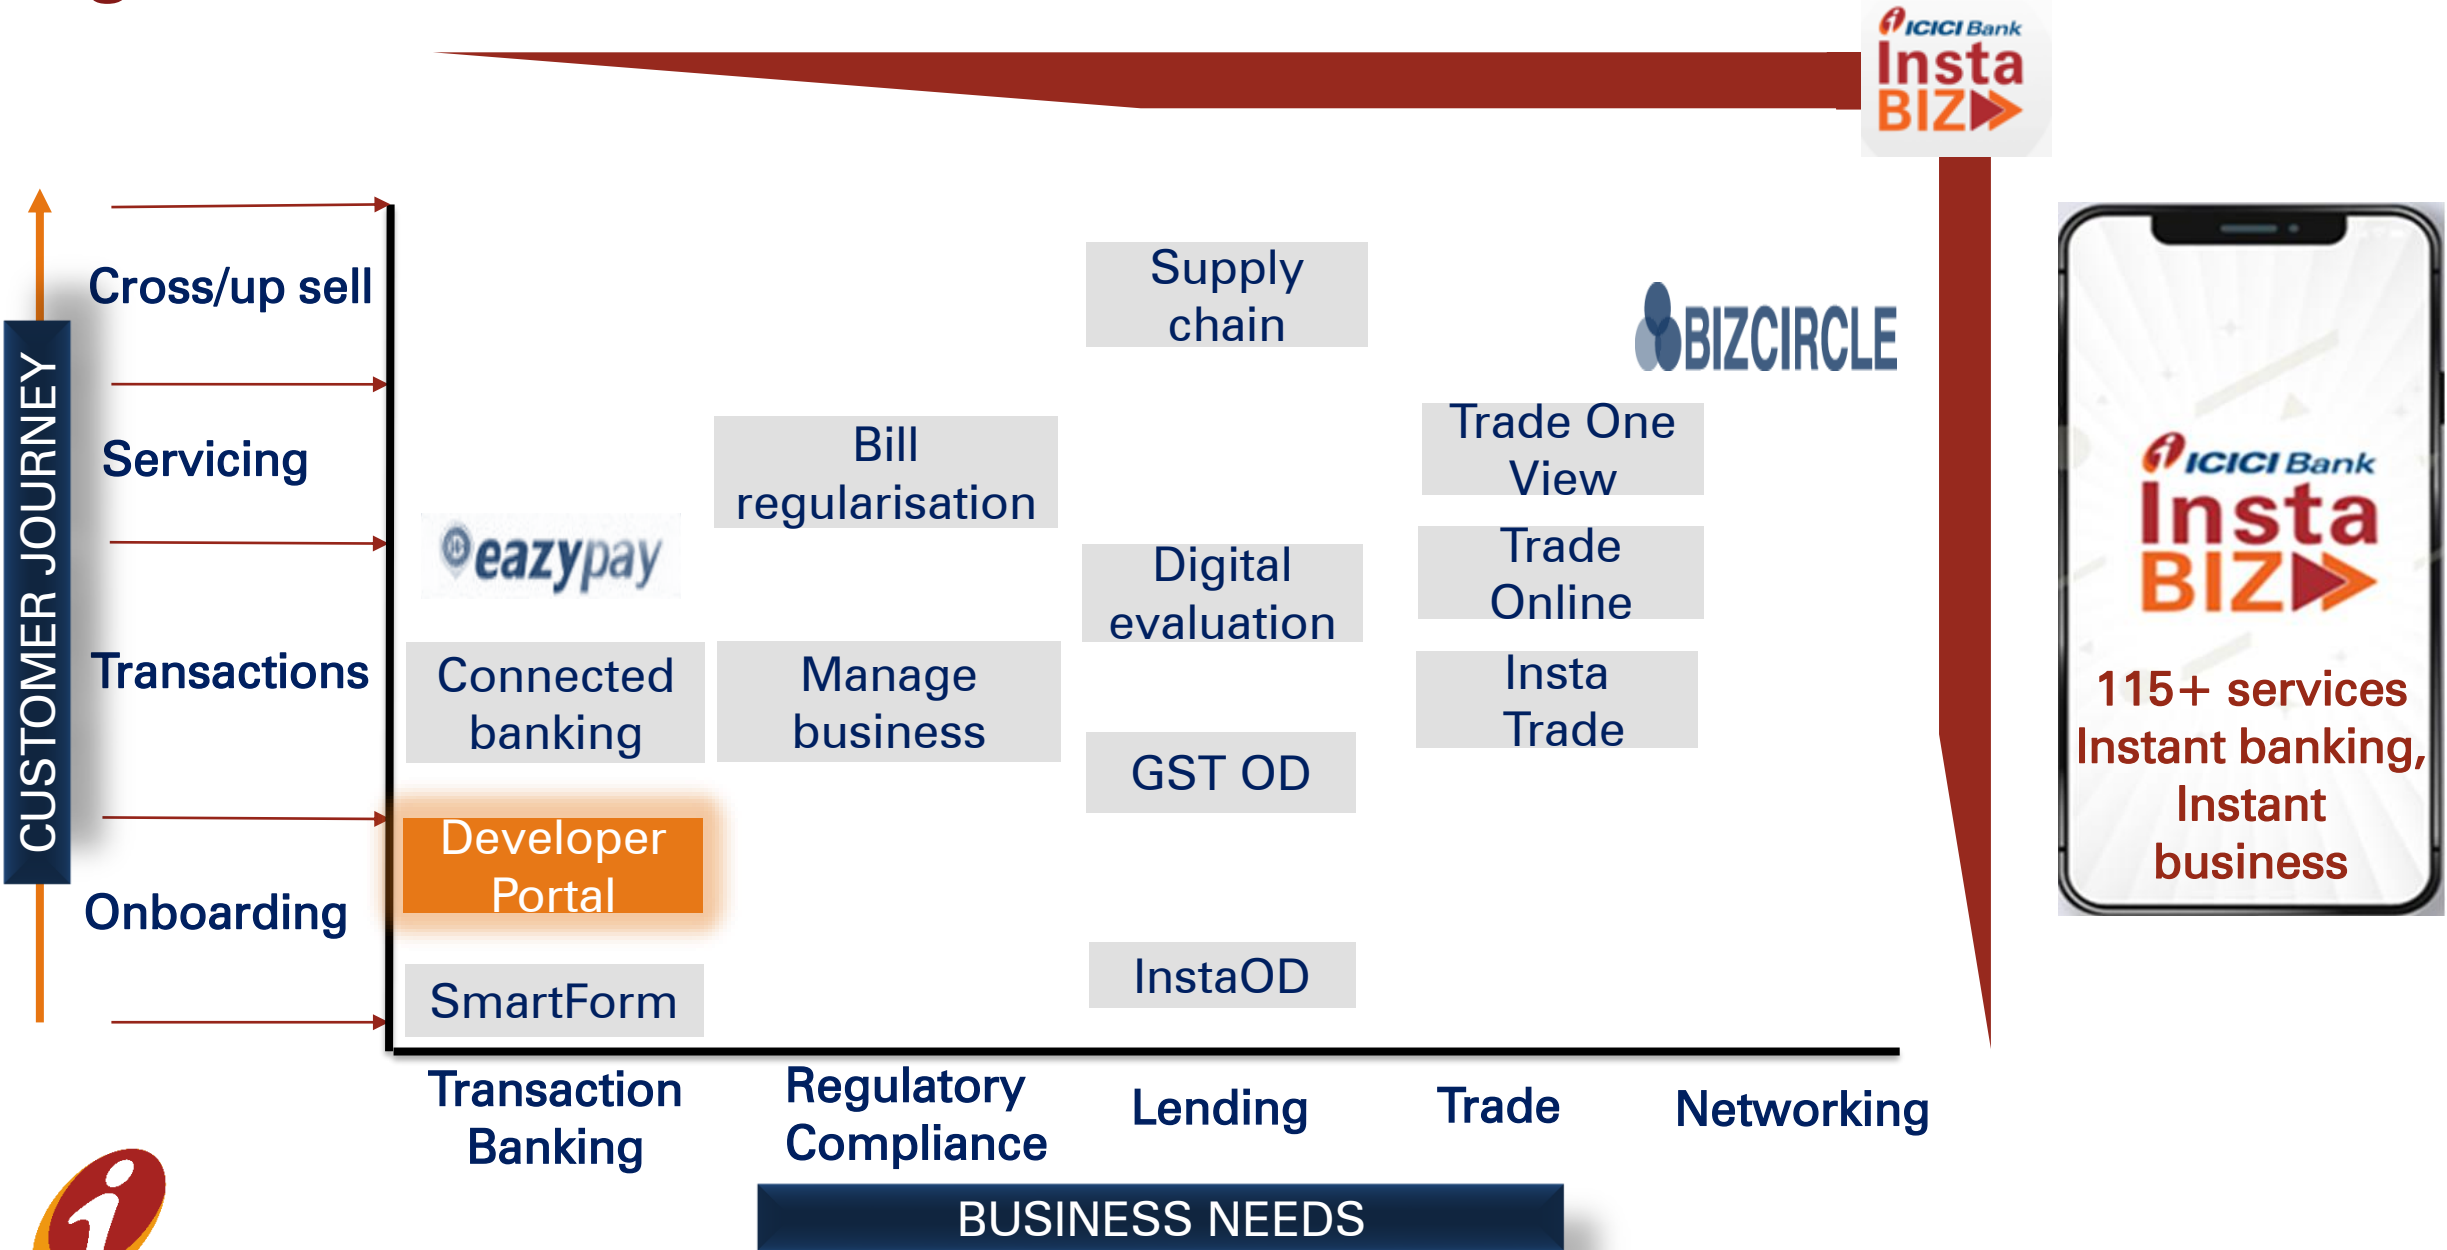 ICICI Bank
Insta
BIZ
CUSTOMER JOURNEY
Cross/up sell
Servicing
Transactions
Onboarding
Supply
chain
BIZCIRCLE
Bill
regularisation
Trade One
View
eazypay
Digital
evaluation
Trade
Online
Connected
banking
Manage
business
Insta
Trade
GST OD
Developer
Portal
SmartForm
InstaOD
Transaction
Banking
Regulatory
Compliance
Lending
Trade
Networking
BUSINESS NEEDS
ICICI Bank
Insta
BIZ
115+ services
Instant banking,
Instant
business